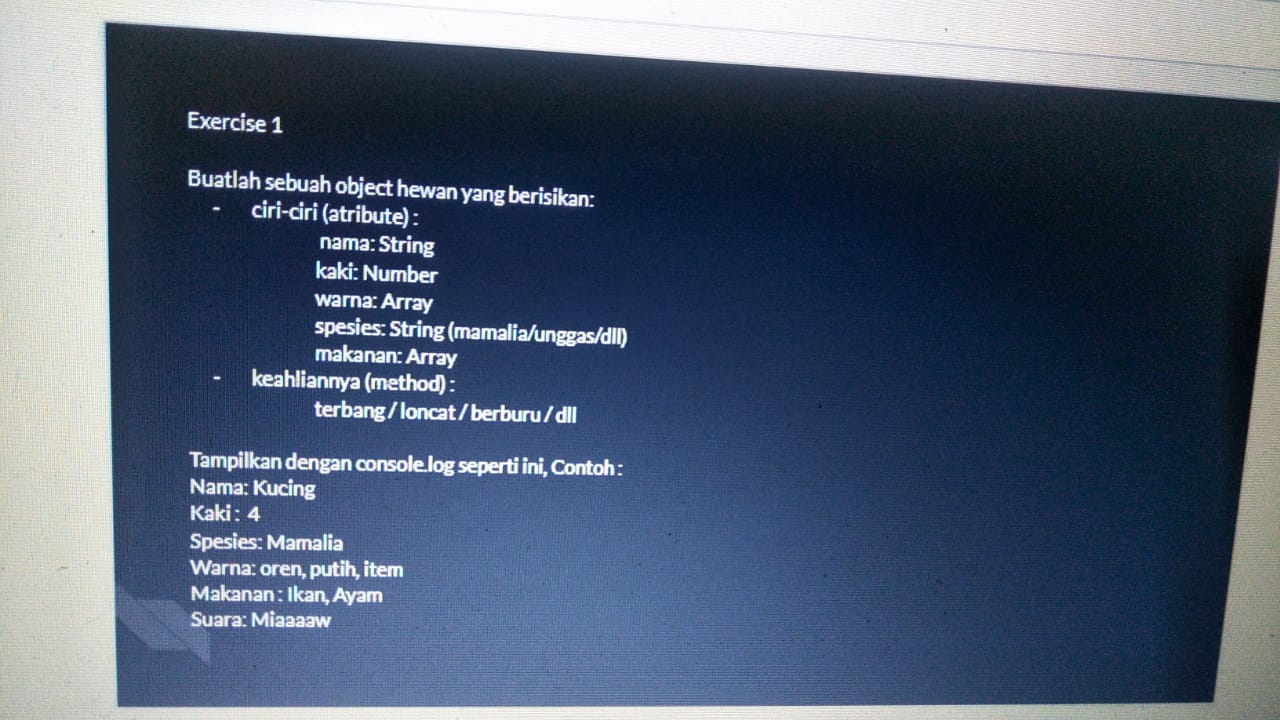 Exercise 1
Buatlah sebuah object hewan yang berisikan:
- ciri-ciri (atribute) :
nama: String
kaki: Number
warna: Array
spesies: String (mamalia/unggas/dll)
makanan: Array
- keahliannya (method) :
terbang / loncat / berburu / dll
Tampilkan dengan console.log seperti ini, Contoh :
Nama: Kucing
Kaki : 4
Spesies: Mamalia
Warna: oren, putih, item
Makanan : Ikan, Ayam
Suara: Miaaaaw